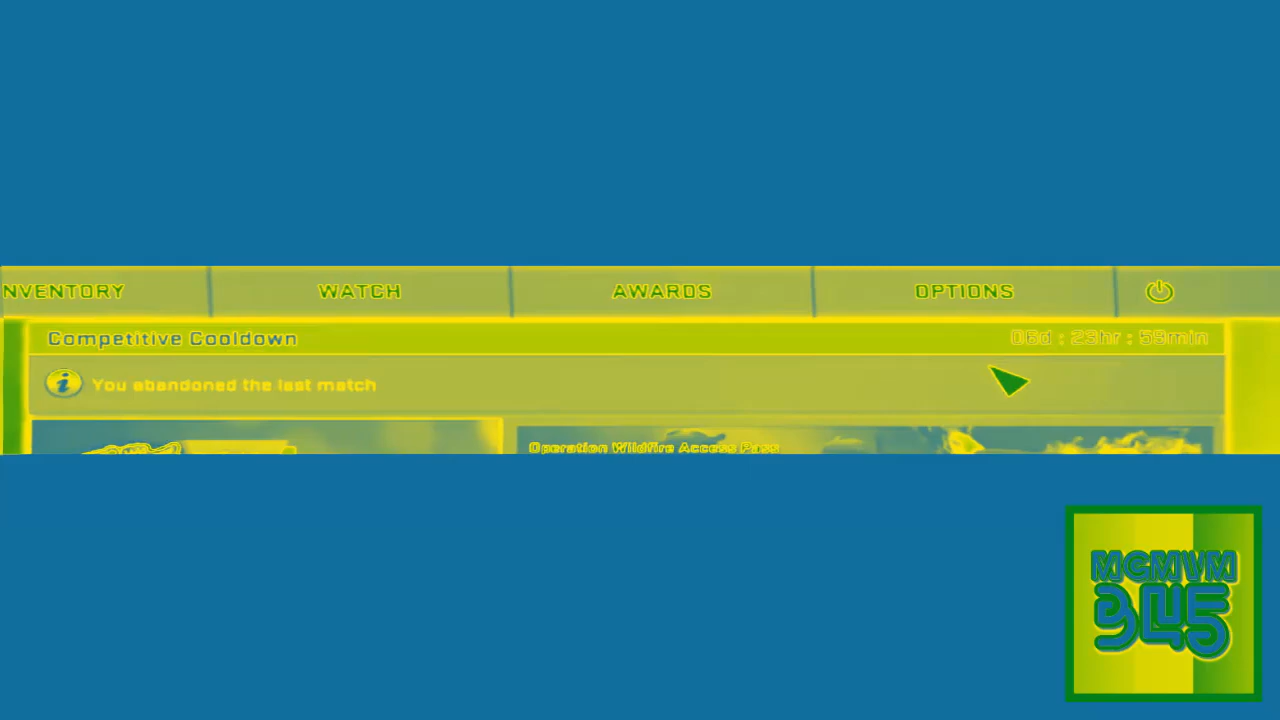 NVENTORY WATCH AWARDS OPTIONS
Competitive Cooldown 06d : 23hr : 59min
You abandoned the last match
Operation Wildfire Access Pass
MCMVM
345